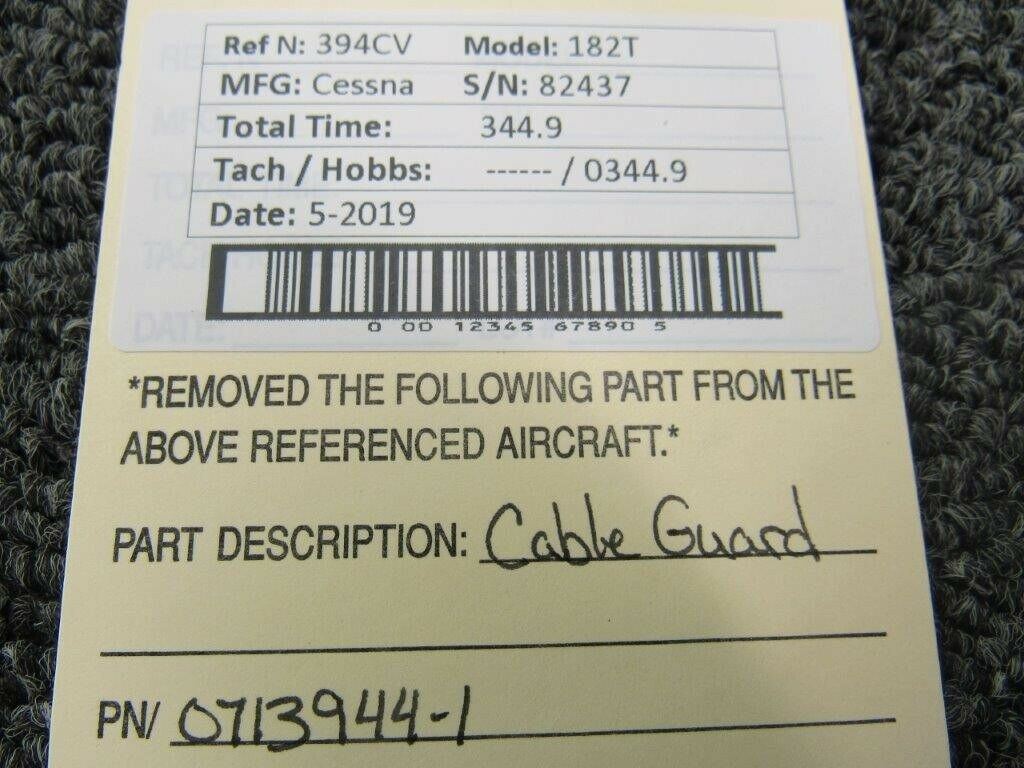 Ref N: 394CV Model: 182T
MFG: Cessna S/N: 82437
Total Time: 344.9
Tach / Hobbs: ------ / 0344.9
Date: 5-2019
0 00 12345 67890 5
*REMOVED THE FOLLOWING PART FROM THE
ABOVE REFERENCED AIRCRAFT.*
PART DESCRIPTION: Cable Guard
PN/ 0713944-1